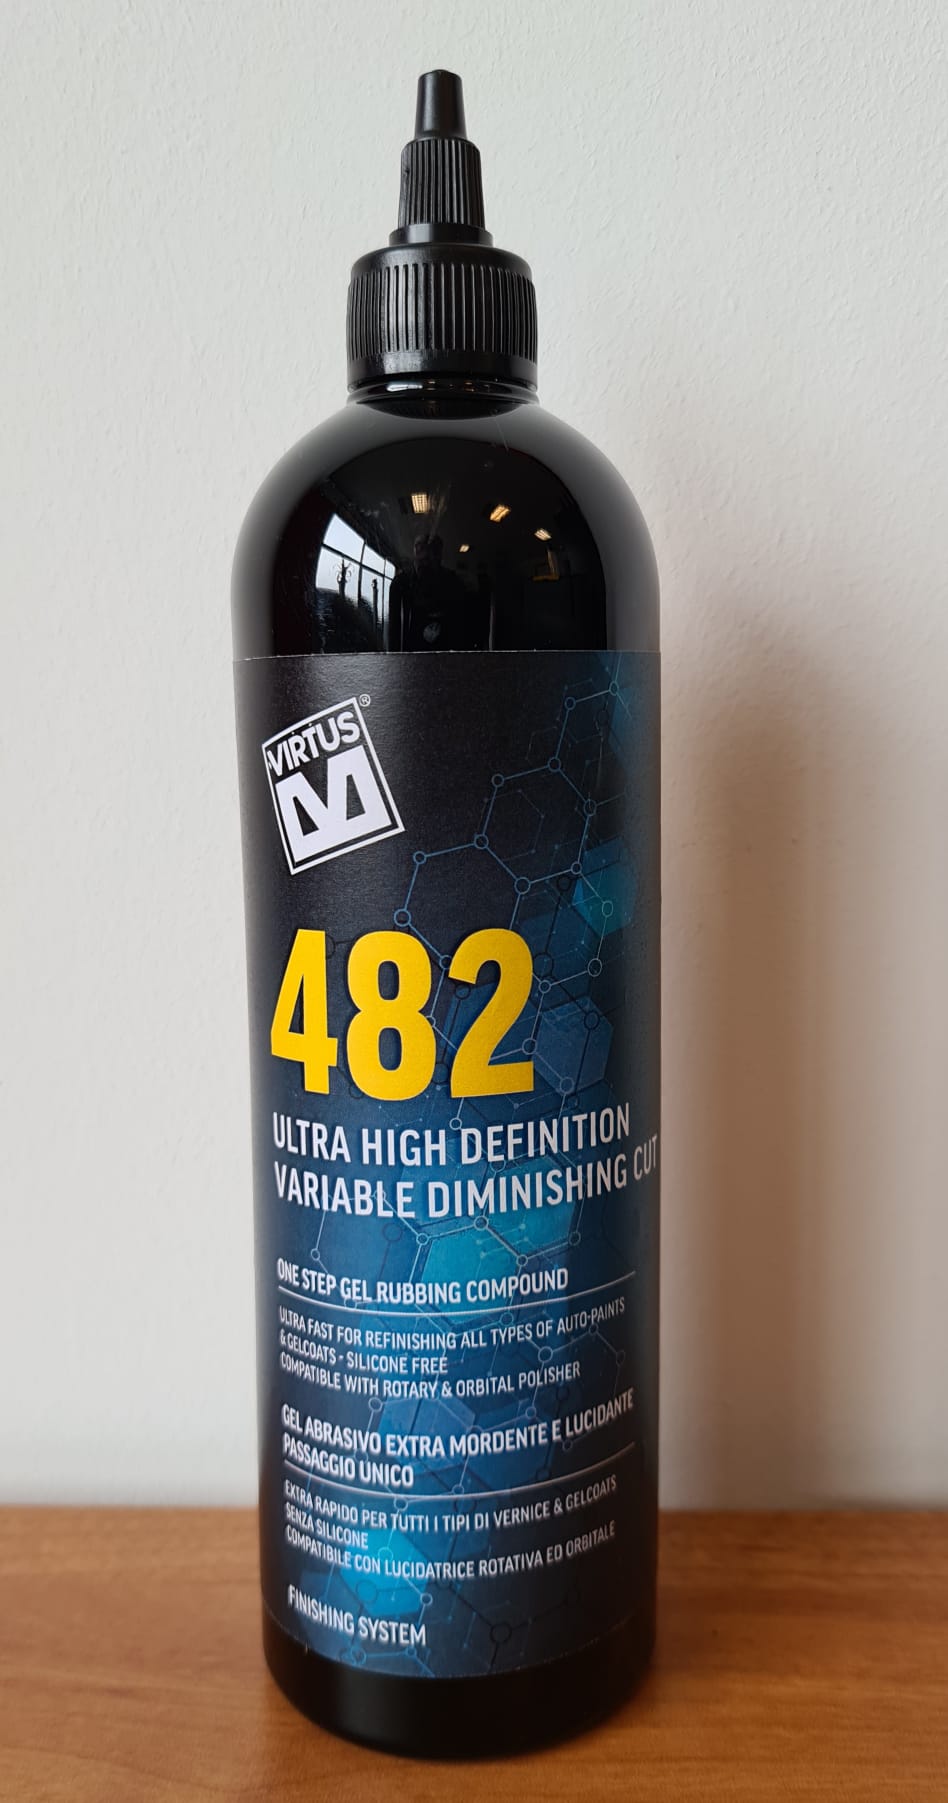 VIRTUS®
482
ULTRA HIGH DEFINITION
VARIABLE DIMINISHING CUT
ONE STEP GEL RUBBING COMPOUND
ULTRA FAST FOR REFINISHING ALL TYPES OF AUTO-PAINTS
& GELCOATS - SILICONE FREE
COMPATIBLE WITH ROTARY & ORBITAL POLISHER
GEL ABRASIVO EXTRA MORDENTE E LUCIDANTE
PASSAGGIO UNICO
EXTRA RAPIDO PER TUTTI I TIPI DI VERNICE & GELCOATS
SENZA SILICONE
COMPATIBILE CON LUCIDATRICE ROTATIVA ED ORBITALE
FINISHING SYSTEM